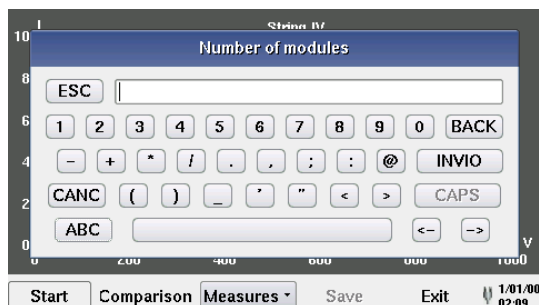 I
String IV
10
Number of modules
8
ESC
6
1 2 3 4 5 6 7 8 9 0 BACK
4
- + * / . , ; : @ INVIO
2
CANC ( ) _ ' " < > CAPS
0
ABC <- -> V
0 200 400 600 800 1000
Start Comparison Measures Save Exit 1/01/00
02:09